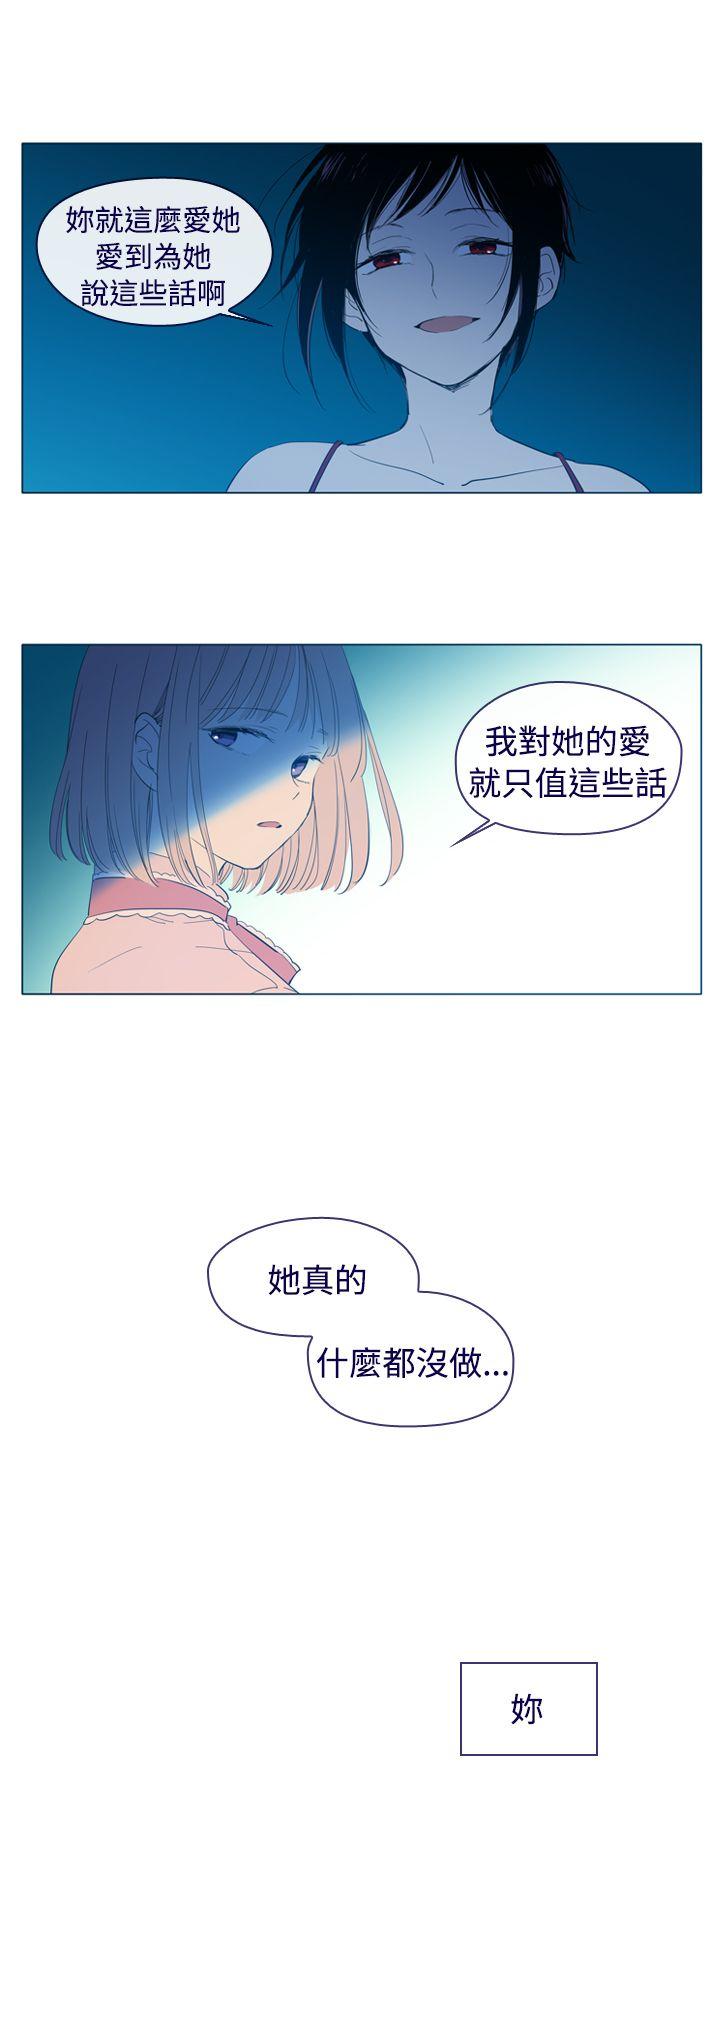 妳就這麼愛她
愛到為她
說這些話啊
我對她的愛
就只值這些話
她真的
什麼都沒做...
妳